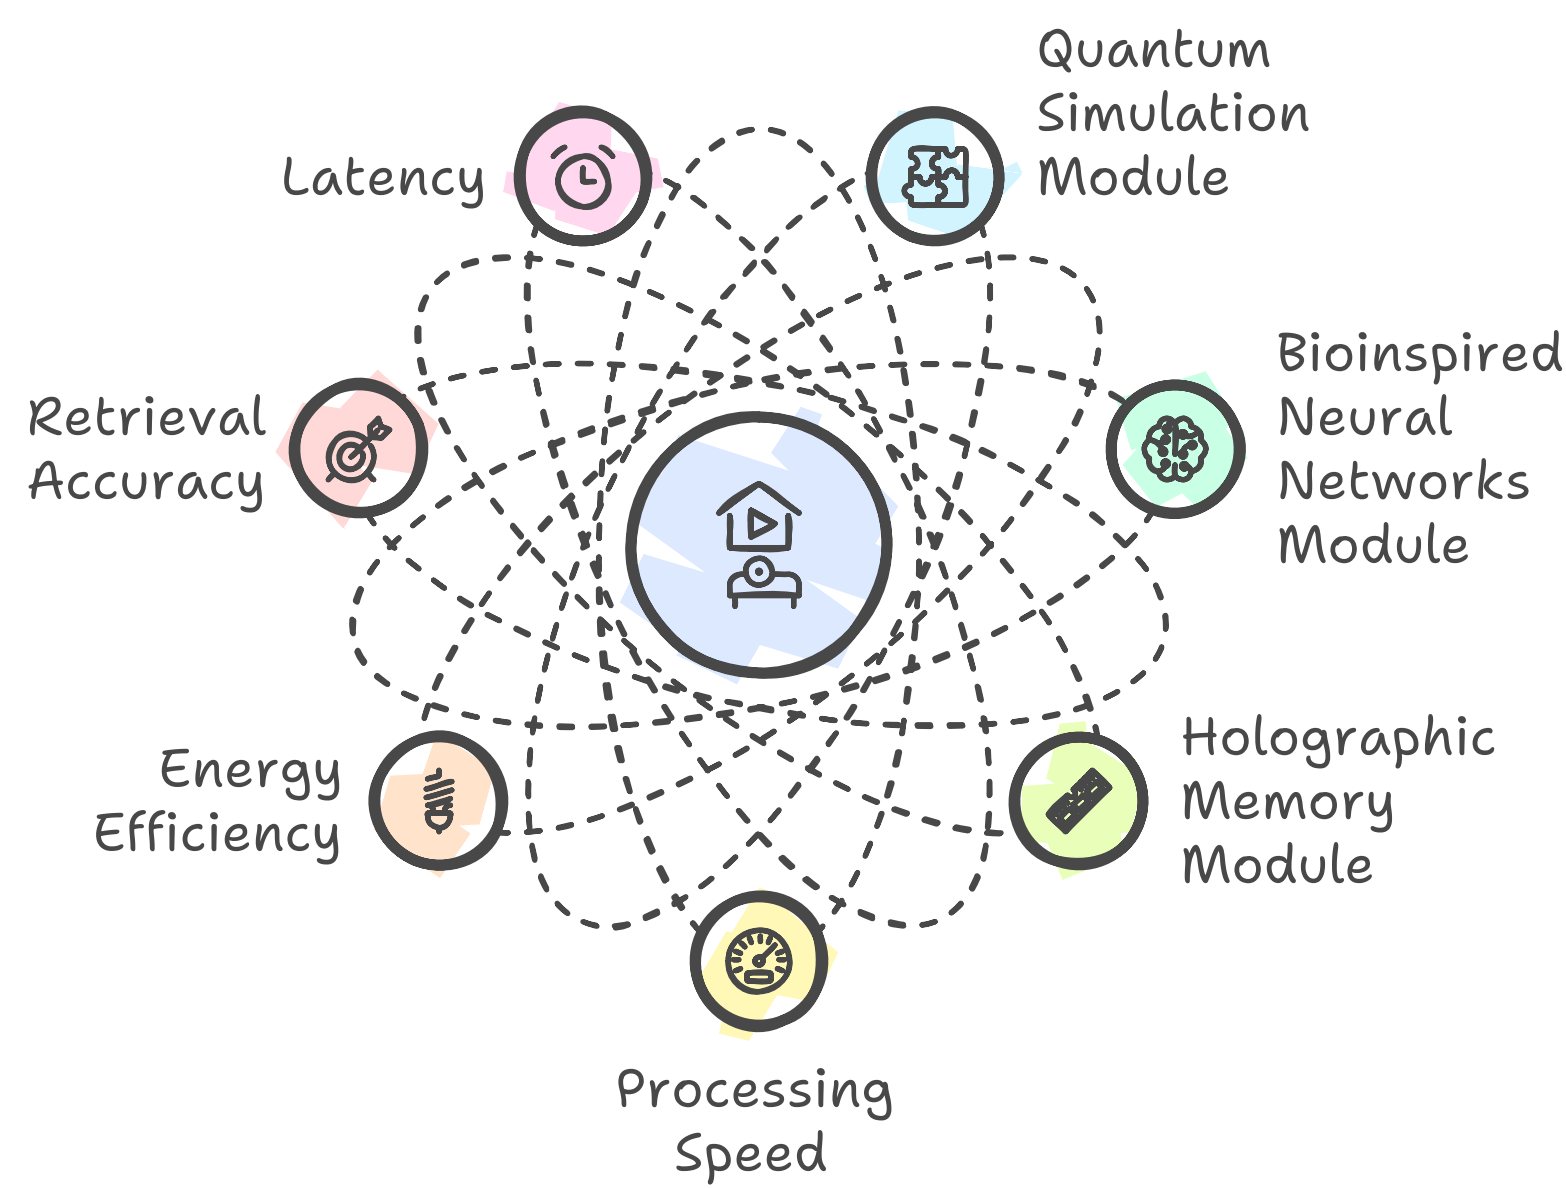 Quantum
Simulation
Module
Latency
Bioinspired
Neural
Networks
Module
Retrieval
Accuracy
Holographic
Memory
Module
Energy
Efficiency
Processing
Speed